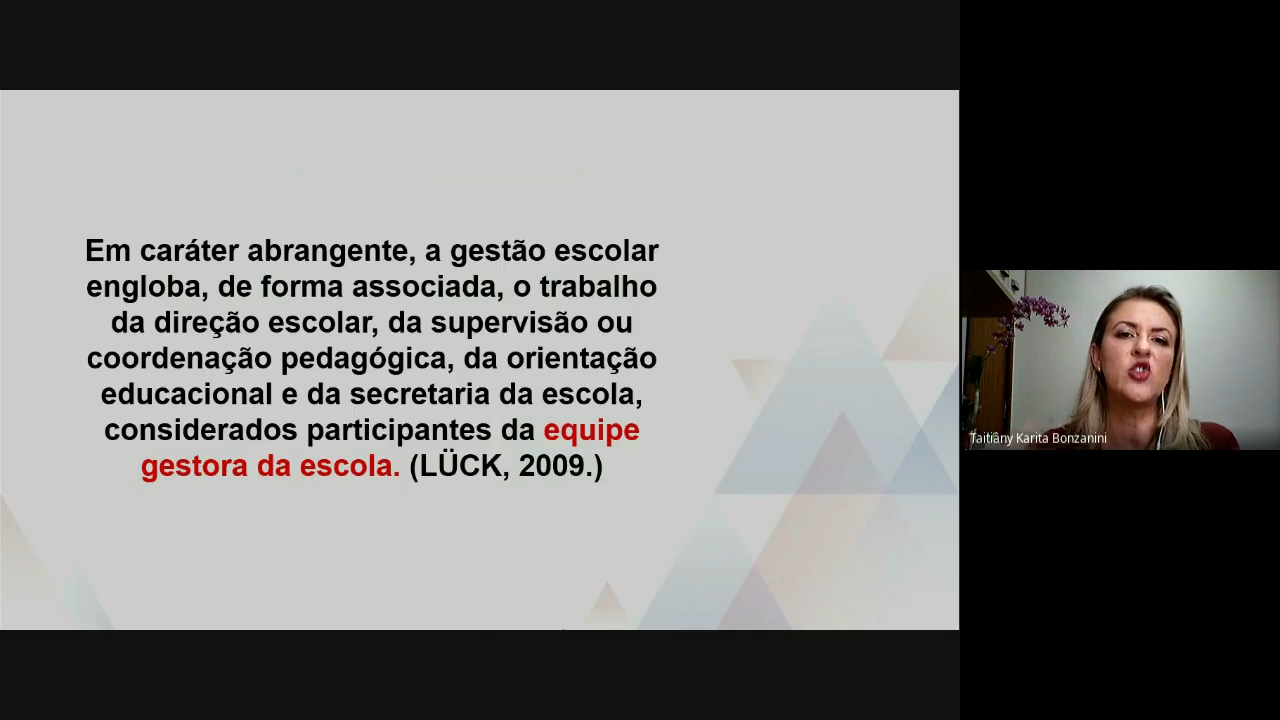 Em caráter abrangente, a gestão escolar
engloba, de forma associada, o trabalho
da direção escolar, da supervisão ou
coordenação pedagógica, da orientação
educacional e da secretaria da escola,
considerados participantes da equipe
gestora da escola. (LÜCK, 2009.)
Taitiâny Karita Bonzanini